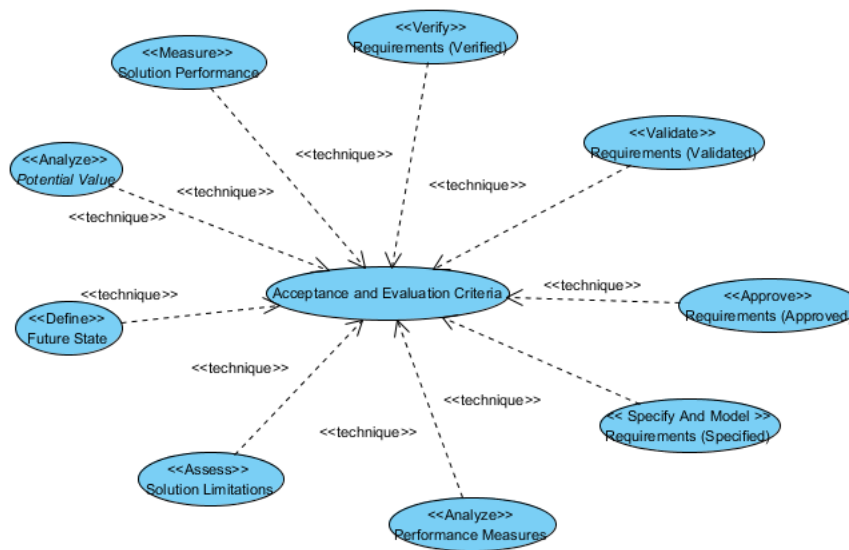 <<Verify>>
Requirements (Verified)
<<Measure>>
Solution Performance
<<technique>>
<<technique>>
<<Validate>>
Requirements (Validated)
<<Analyze>>
Potential Value
<<technique>>
<<technique>>
<<technique>>
Acceptance and Evaluation Criteria
<<technique>>
<<technique>>
<<Approve>>
Requirements (Approved
<<Define>>
Future State
<<technique>>
<<technique>>
<<technique>>
<< Specify And Model >>
Requirements (Specified)
<<Assess>>
Solution Limitations
<<Analyze>>
Performance Measures